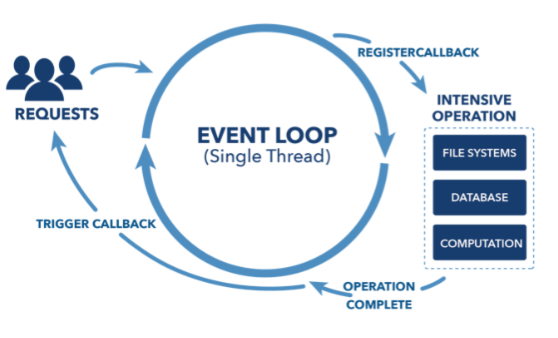 REGISTERCALLBACK
REQUESTS
EVENT LOOP
(Single Thread)
INTENSIVE
OPERATION
FILE SYSTEMS
DATABASE
COMPUTATION
TRIGGER CALLBACK
OPERATION
COMPLETE